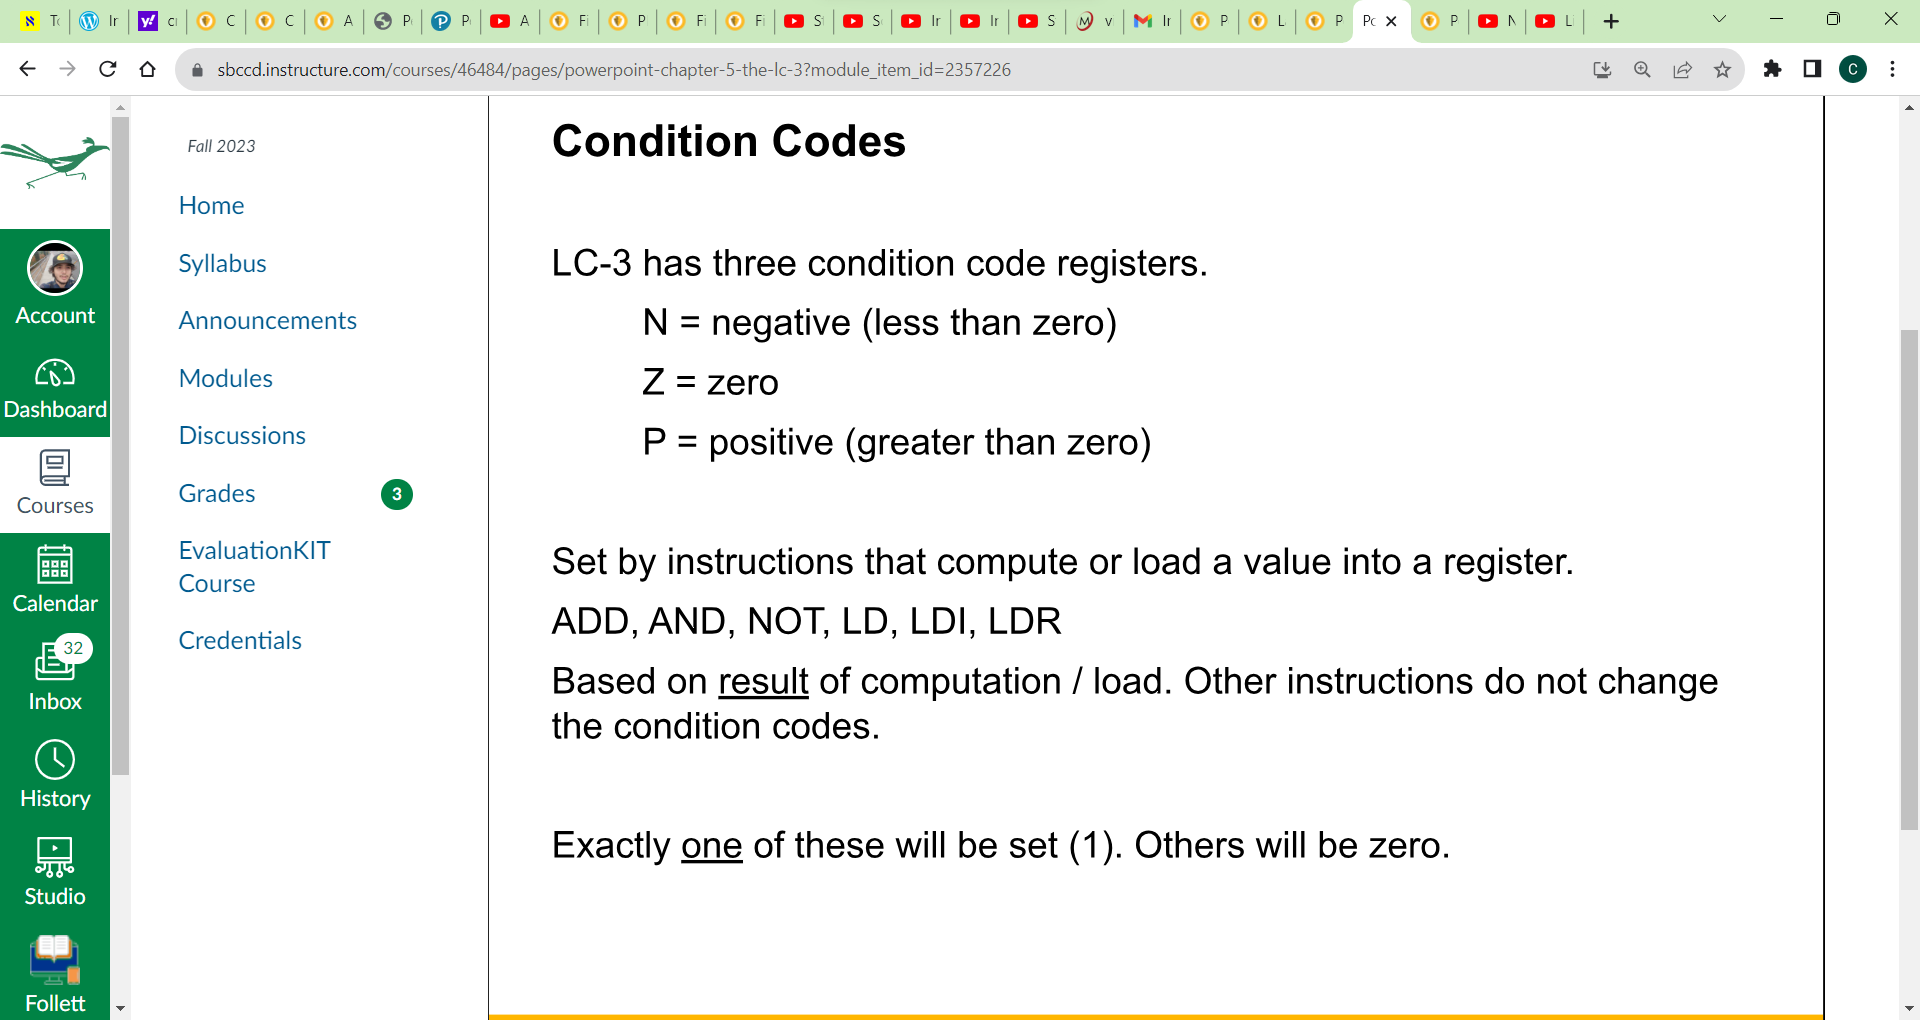 sbccd.instructure.com/courses/46484/pages/powerpoint-chapter-5-the-lc-3?module_item_id=2357226
C
Account
Dashboard
Courses
Calendar
32
Inbox
History
Studio
Follett
Fall 2023
Home
Syllabus
Announcements
Modules
Discussions
Grades 3
EvaluationKIT
Course
Credentials
Condition Codes
LC-3 has three condition code registers.
N = negative (less than zero)
Z = zero
P = positive (greater than zero)
Set by instructions that compute or load a value into a register.
ADD, AND, NOT, LD, LDI, LDR
Based on result of computation / load. Other instructions do not change
the condition codes.
Exactly one of these will be set (1). Others will be zero.